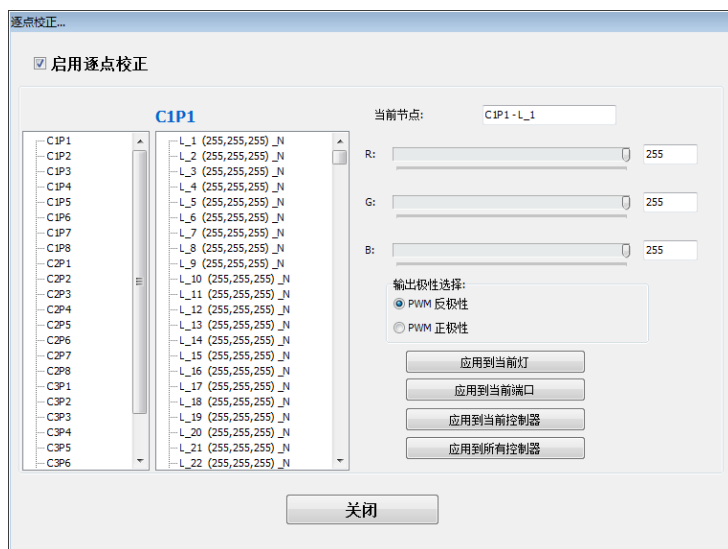 逐点校正...
启用逐点校正
C1P1
C1P1
C1P2
C1P3
C1P4
C1P5
C1P6
C1P7
C1P8
C2P1
C2P2
C2P3
C2P4
C2P5
C2P6
C2P7
C2P8
C3P1
C3P2
C3P3
C3P4
C3P5
C3P6
L_1 (255,255,255) _N
L_2 (255,255,255) _N
L_3 (255,255,255) _N
L_4 (255,255,255) _N
L_5 (255,255,255) _N
L_6 (255,255,255) _N
L_7 (255,255,255) _N
L_8 (255,255,255) _N
L_9 (255,255,255) _N
L_10 (255,255,255) _N
L_11 (255,255,255) _N
L_12 (255,255,255) _N
L_13 (255,255,255) _N
L_14 (255,255,255) _N
L_15 (255,255,255) _N
L_16 (255,255,255) _N
L_17 (255,255,255) _N
L_18 (255,255,255) _N
L_19 (255,255,255) _N
L_20 (255,255,255) _N
L_21 (255,255,255) _N
L_22 (255,255,255) _N
当前节点: C1P1 - L_1
R: 255
G: 255
B: 255
输出极性选择:
PWM 反极性
PWM 正极性
应用到当前灯
应用到当前端口
应用到当前控制器
应用到所有控制器
关闭